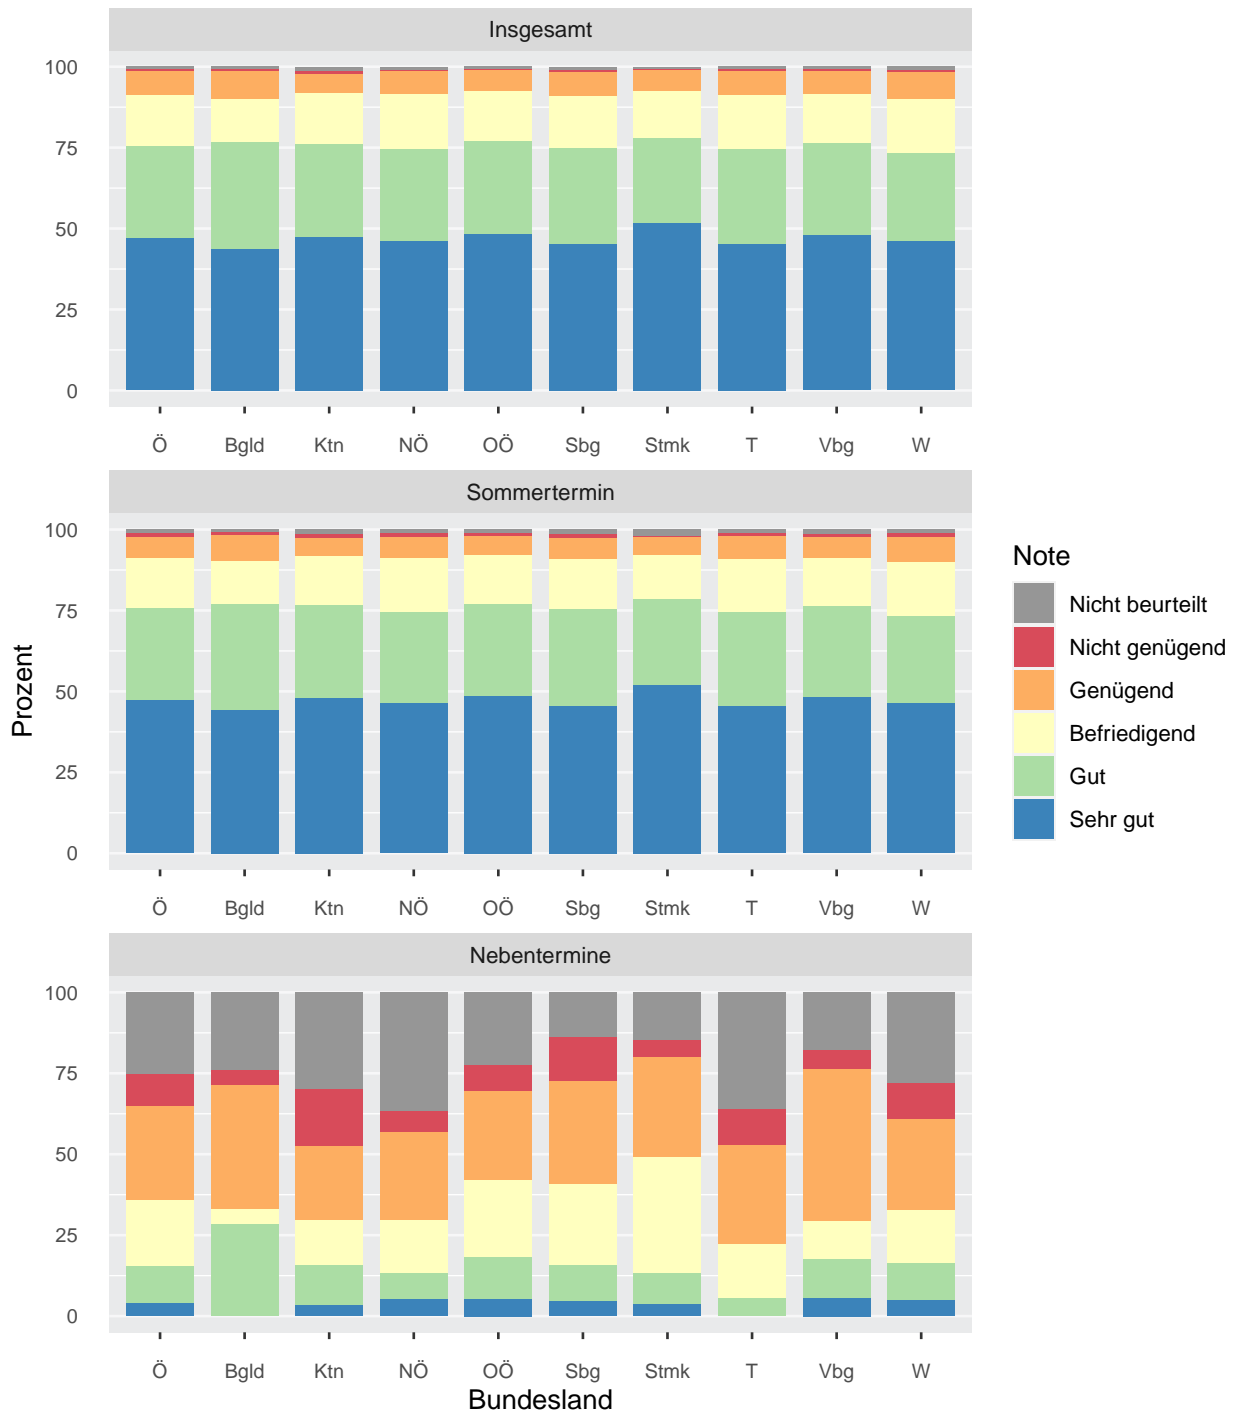 Insgesamt
100
75
50
25
0
Ö Bgld Ktn NÖ OÖ Sbg Stmk T Vbg W
Sommertermin
100
75
50
25
0
Ö Bgld Ktn NÖ OÖ Sbg Stmk T Vbg W
Nebentermine
100
75
50
25
0
Ö Bgld Ktn NÖ OÖ Sbg Stmk T Vbg W
Bundesland
Prozent
Note
Nicht beurteilt
Nicht genügend
Genügend
Befriedigend
Gut
Sehr gut